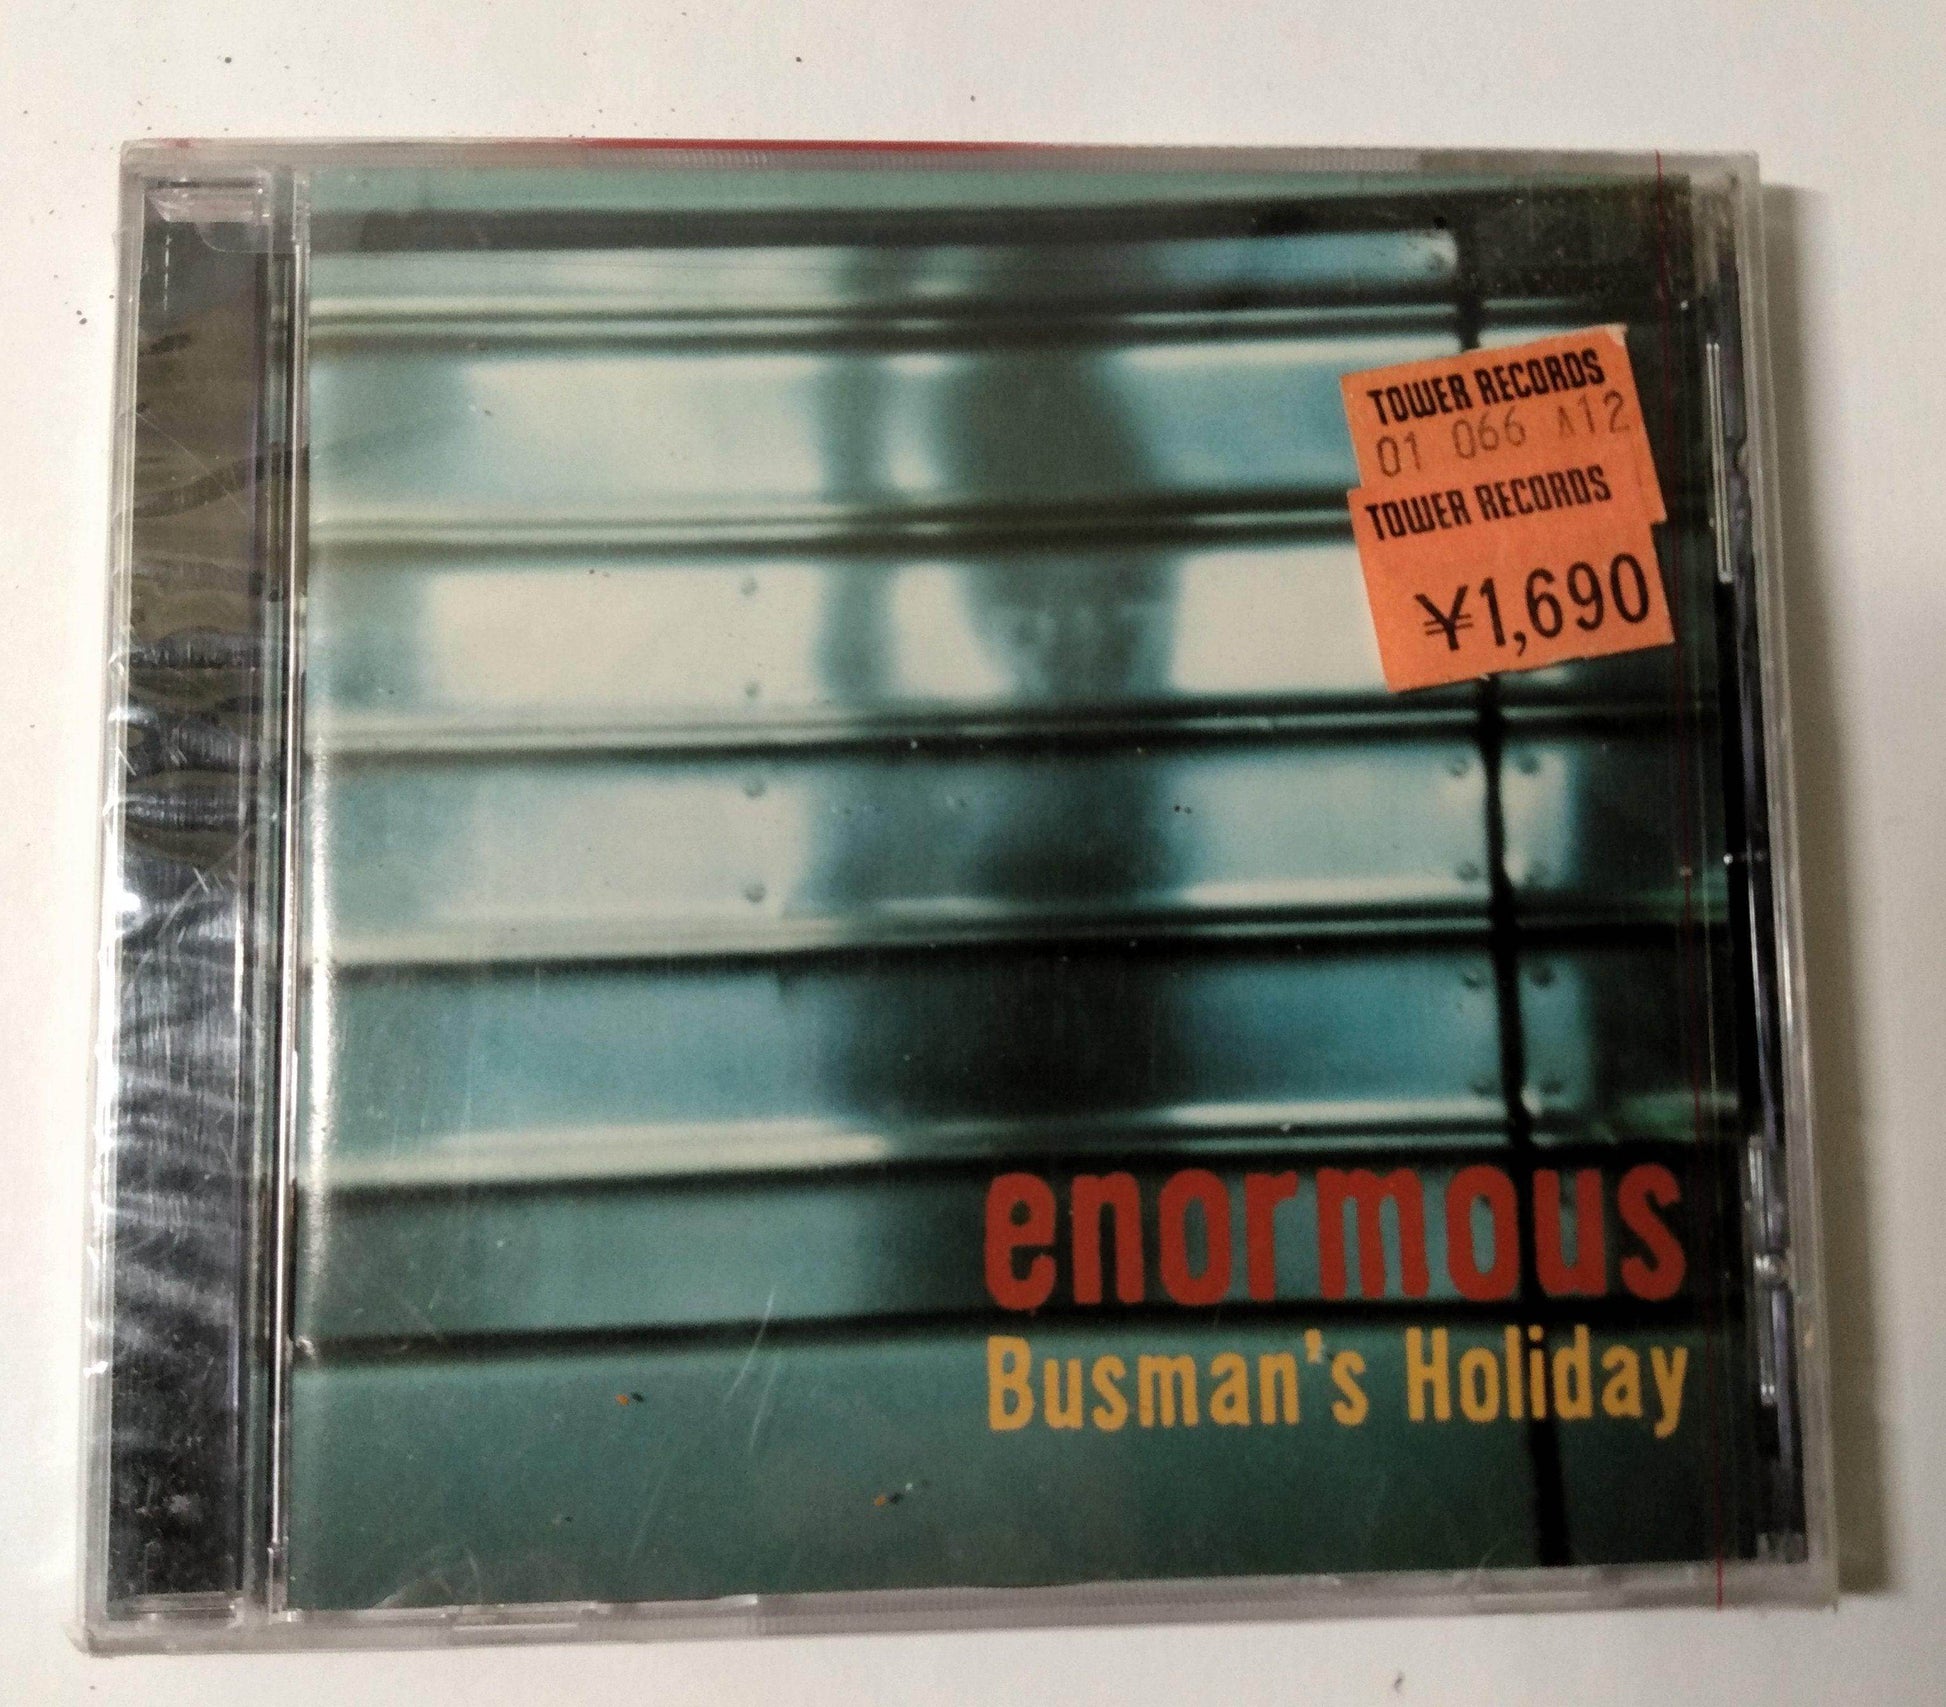 TOWER RECORDS
01 066 A12
TOWER RECORDS
¥1,690
enormous
Busman's Holiday